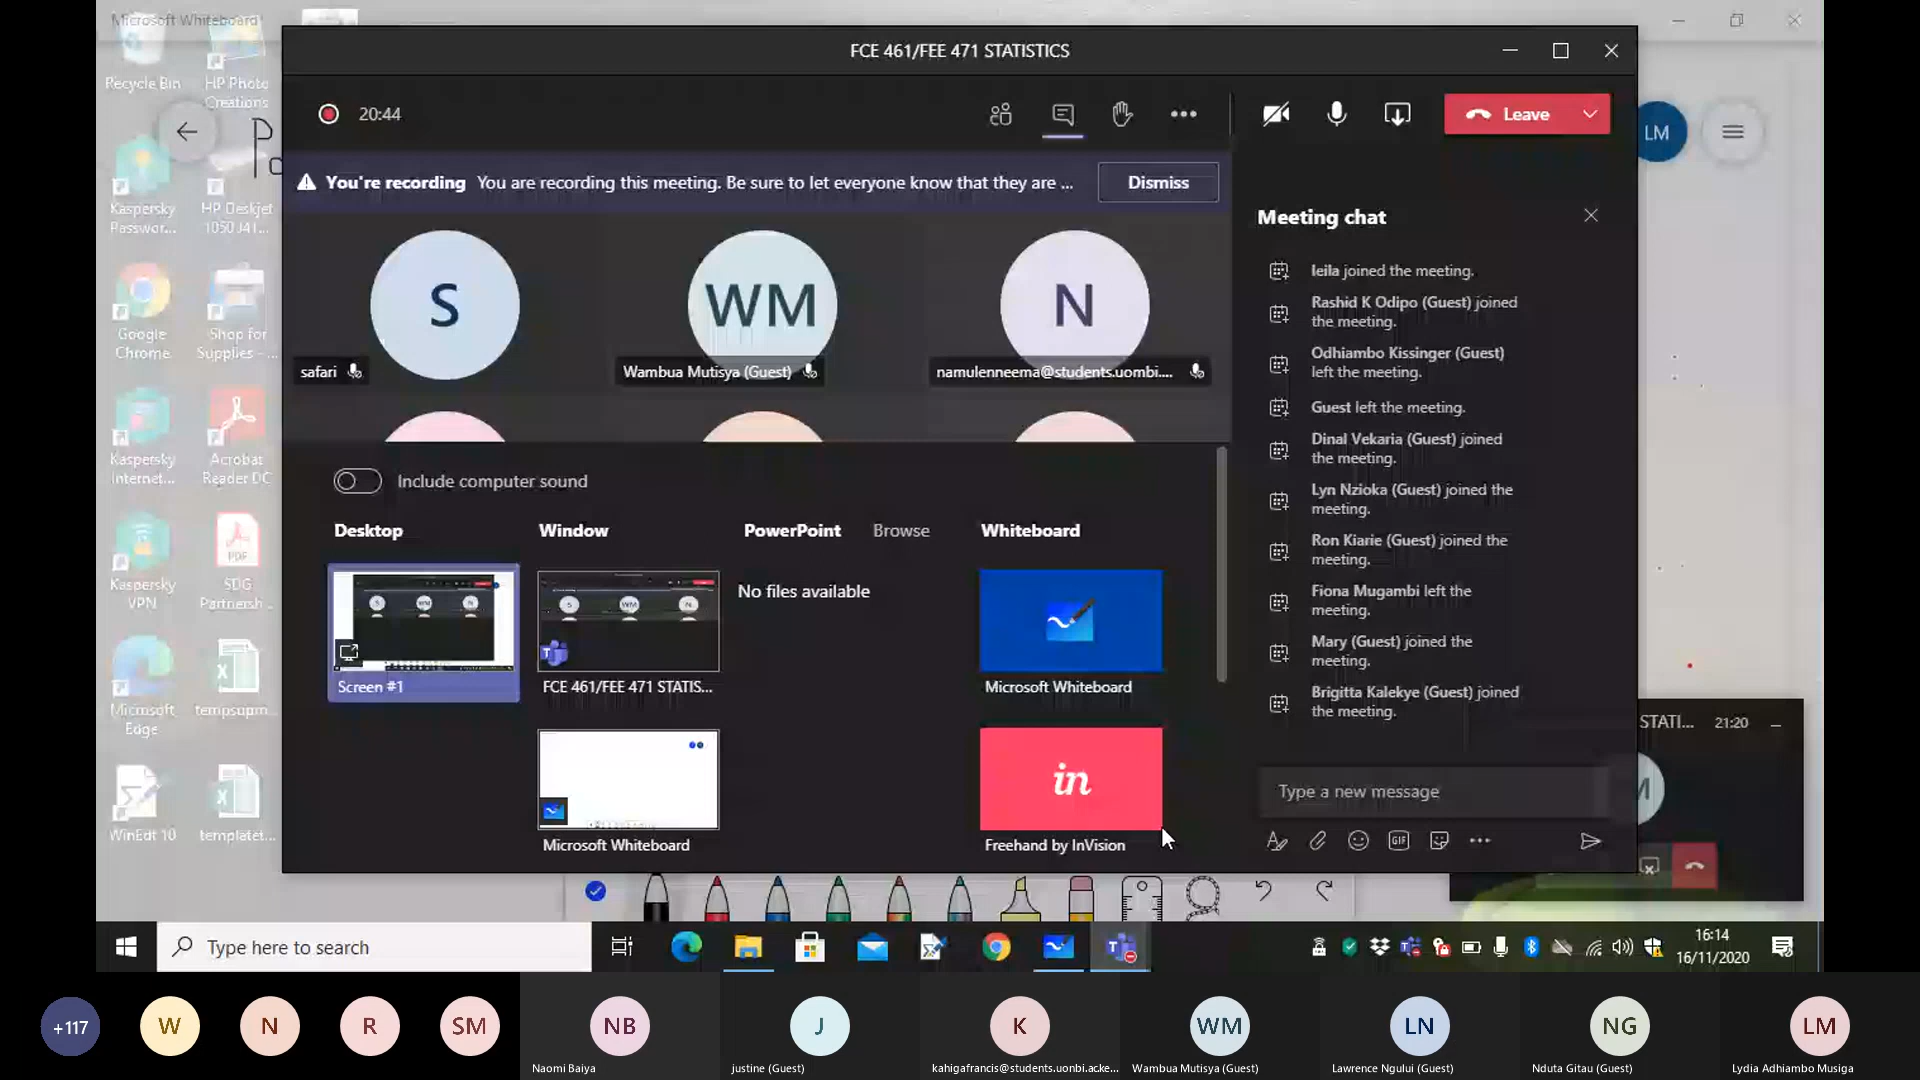 Microsoft Whiteboard
FCE 461/FEE 471 STATISTICS
Recycle Bin
HP Photo
Creations
20:44
Leave
LM
You're recording You are recording this meeting. Be sure to let everyone know that they are ...
Dismiss
Kaspersky
Passwor...
HP Deskjet
1050 J41...
Meeting chat
S
WM
N
safari
Wambua Mutisya (Guest)
namulenneema@students.uombi....
leila joined the meeting.
Rashid K Odipo (Guest) joined
the meeting.
Odhiambo Kissinger (Guest)
left the meeting.
Guest left the meeting.
Dinal Vekaria (Guest) joined
the meeting.
Lyn Nzioka (Guest) joined the
meeting.
Ron Kiarie (Guest) joined the
meeting.
Fiona Mugambi left the
meeting.
Mary (Guest) joined the
meeting.
Brigitta Kalekye (Guest) joined
the meeting.
Google
Chrome
Shop for
Supplies - ...
Kaspersky
Internet...
Acrobat
Reader DC
Include computer sound
Desktop
Window
PowerPoint
Browse
Whiteboard
No files available
Kaspersky
VPN
PDF
SDG
Partnersh...
Screen #1
FCE 461/FEE 471 STATIS...
Microsoft Whiteboard
Microsoft
Edge
tempsupm...
STATI...
21:20
in
Microsoft Whiteboard
Freehand by InVision
Type a new message
GIF
WinEdt 10
templatet...
Type here to search
16:14
16/11/2020
+117
W
N
R
SM
NB
J
K
WM
LN
NG
LM
Naomi Baiya
justine (Guest)
kahigafrancis@students.uonbi.ac.ke...
Wambua Mutisya (Guest)
Lawrence Ngului (Guest)
Nduta Gitau (Guest)
Lydia Adhiambo Musiga